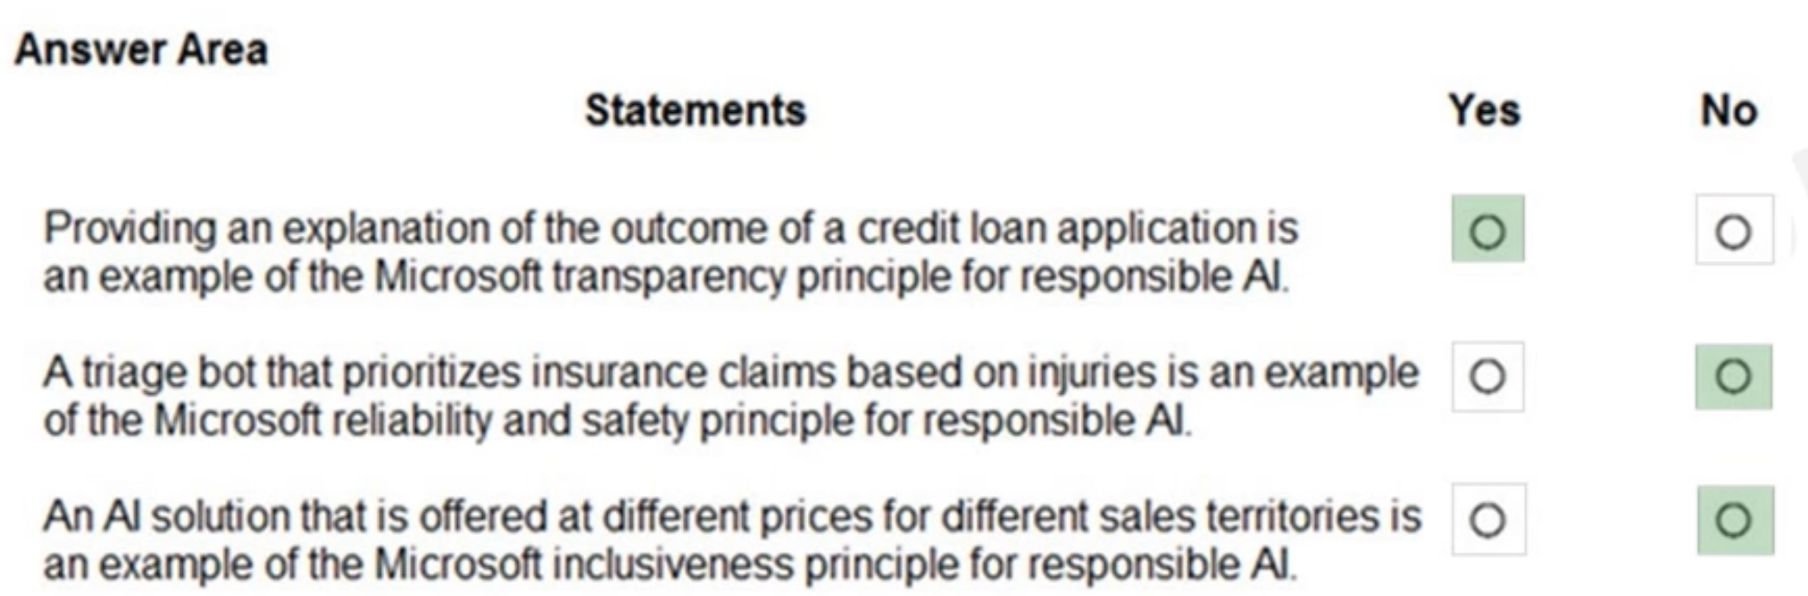 Answer Area
Statements Yes No
Providing an explanation of the outcome of a credit loan application is
an example of the Microsoft transparency principle for responsible AI.
A triage bot that prioritizes insurance claims based on injuries is an example
of the Microsoft reliability and safety principle for responsible AI.
An AI solution that is offered at different prices for different sales territories is
an example of the Microsoft inclusiveness principle for responsible AI.